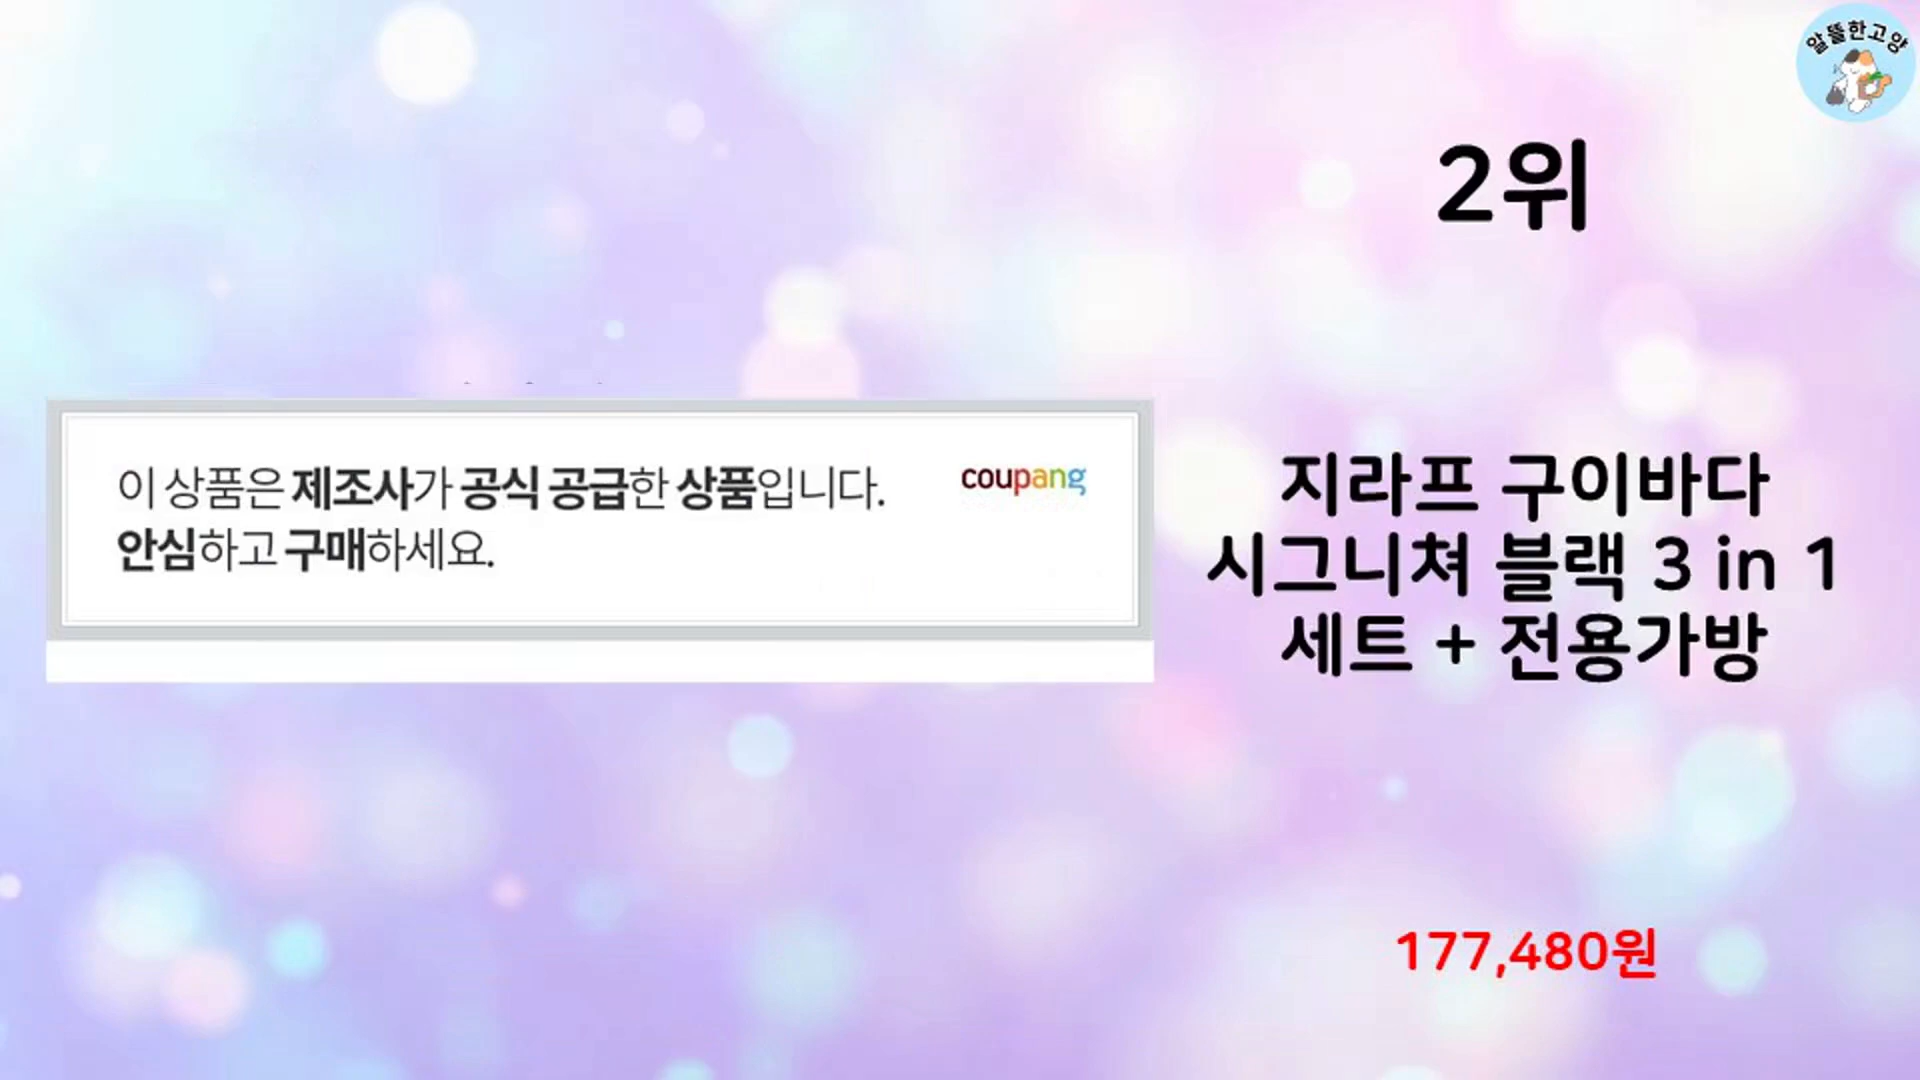 알뜰한고양
2위
이 상품은 제조사가 공식 공급한 상품입니다.
안심하고 구매하세요.
coupang
지라프 구이바다
시그니쳐 블랙 3 in 1
세트 + 전용가방
177,480원